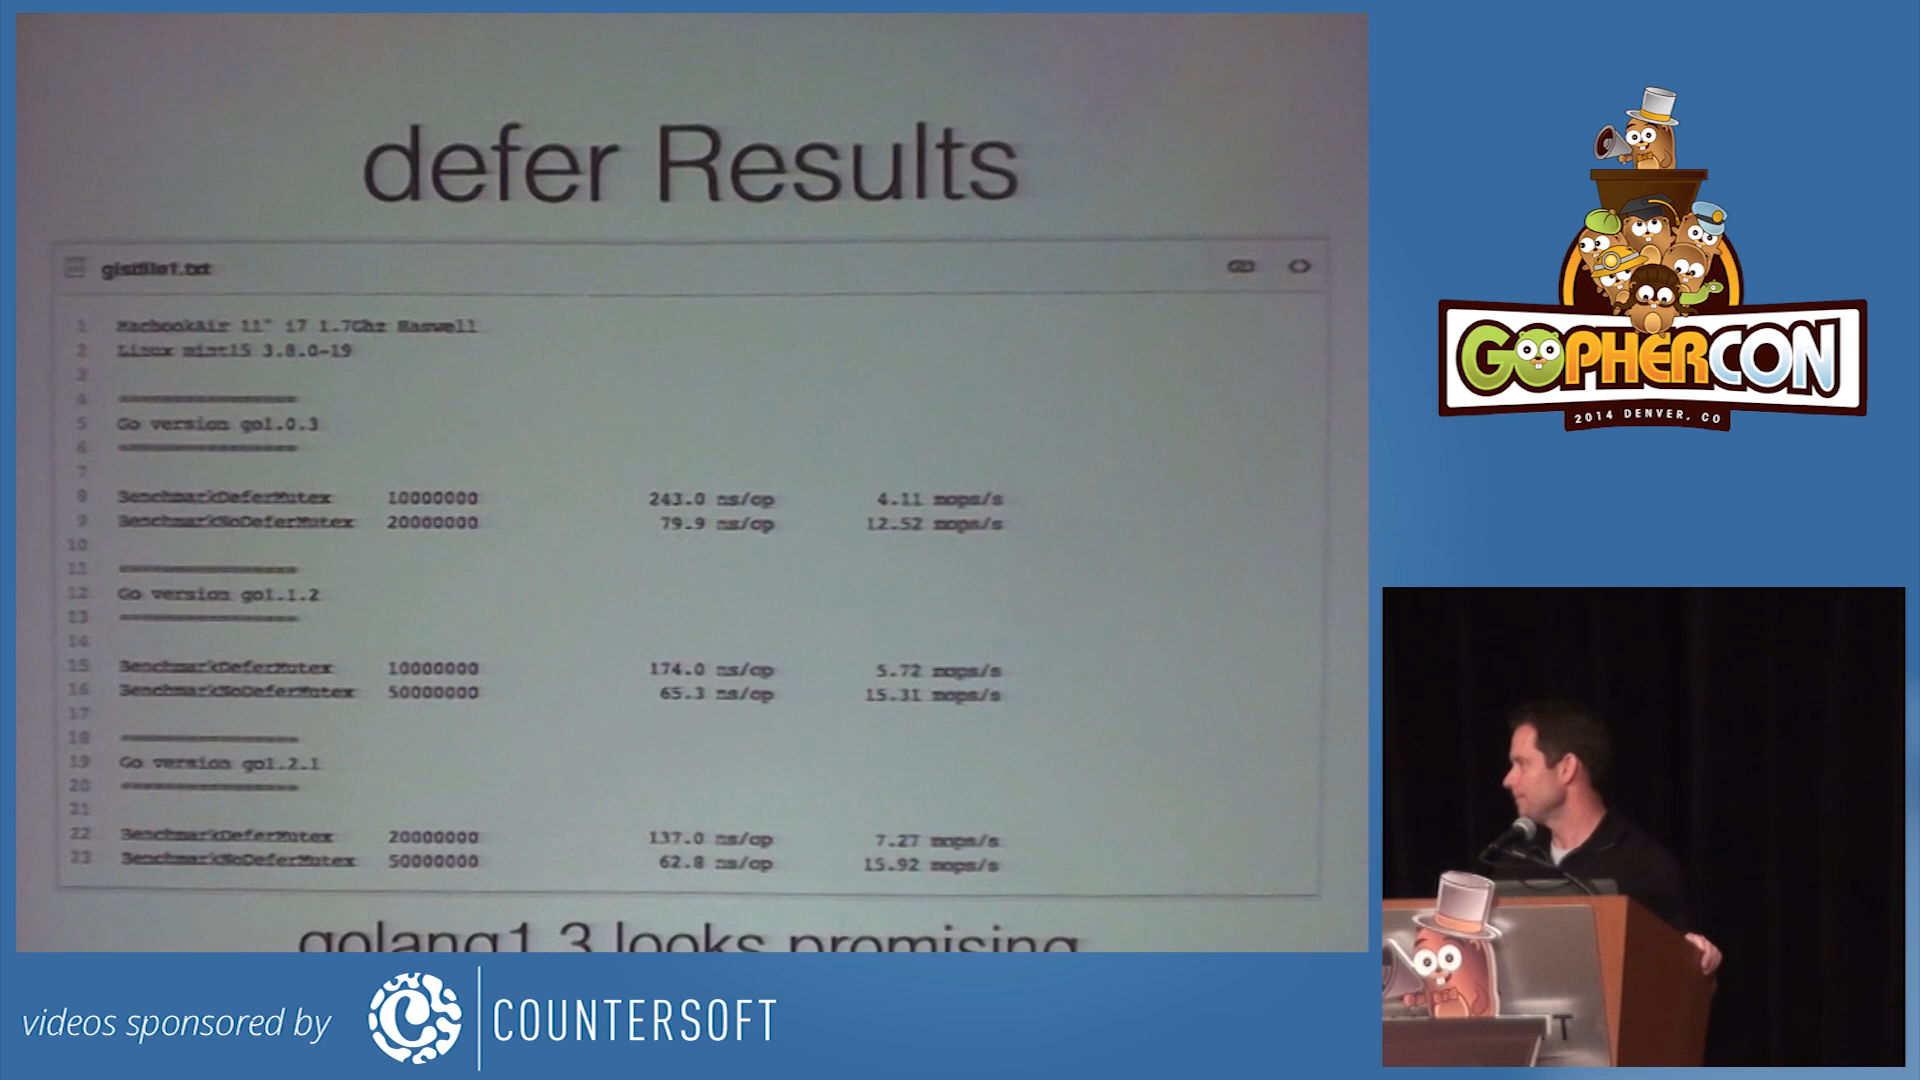 defer Results
gistfile1.txt
1 MacbookAir 11" i7 1.7Ghz Haswell
2 Linux mint15 3.8.0-19
3
4 ==================
5 Go version go1.0.3
6 ==================
7
8 BenchmarkDeferMutex 10000000 243.0 ns/op 4.11 mops/s
9 BenchmarkNoDeferMutex 20000000 79.9 ns/op 12.52 mops/s
10
11 ==================
12 Go version go1.1.2
13 ==================
14
15 BenchmarkDeferMutex 10000000 174.0 ns/op 5.72 mops/s
16 BenchmarkNoDeferMutex 50000000 65.3 ns/op 15.31 mops/s
17
18 ==================
19 Go version go1.2.1
20 ==================
21
22 BenchmarkDeferMutex 20000000 137.0 ns/op 7.27 mops/s
23 BenchmarkNoDeferMutex 50000000 62.8 ns/op 15.92 mops/s
golang1.3 looks promising
GOPHERCON
2014 DENVER, CO
videos sponsored by
COUNTERSOFT